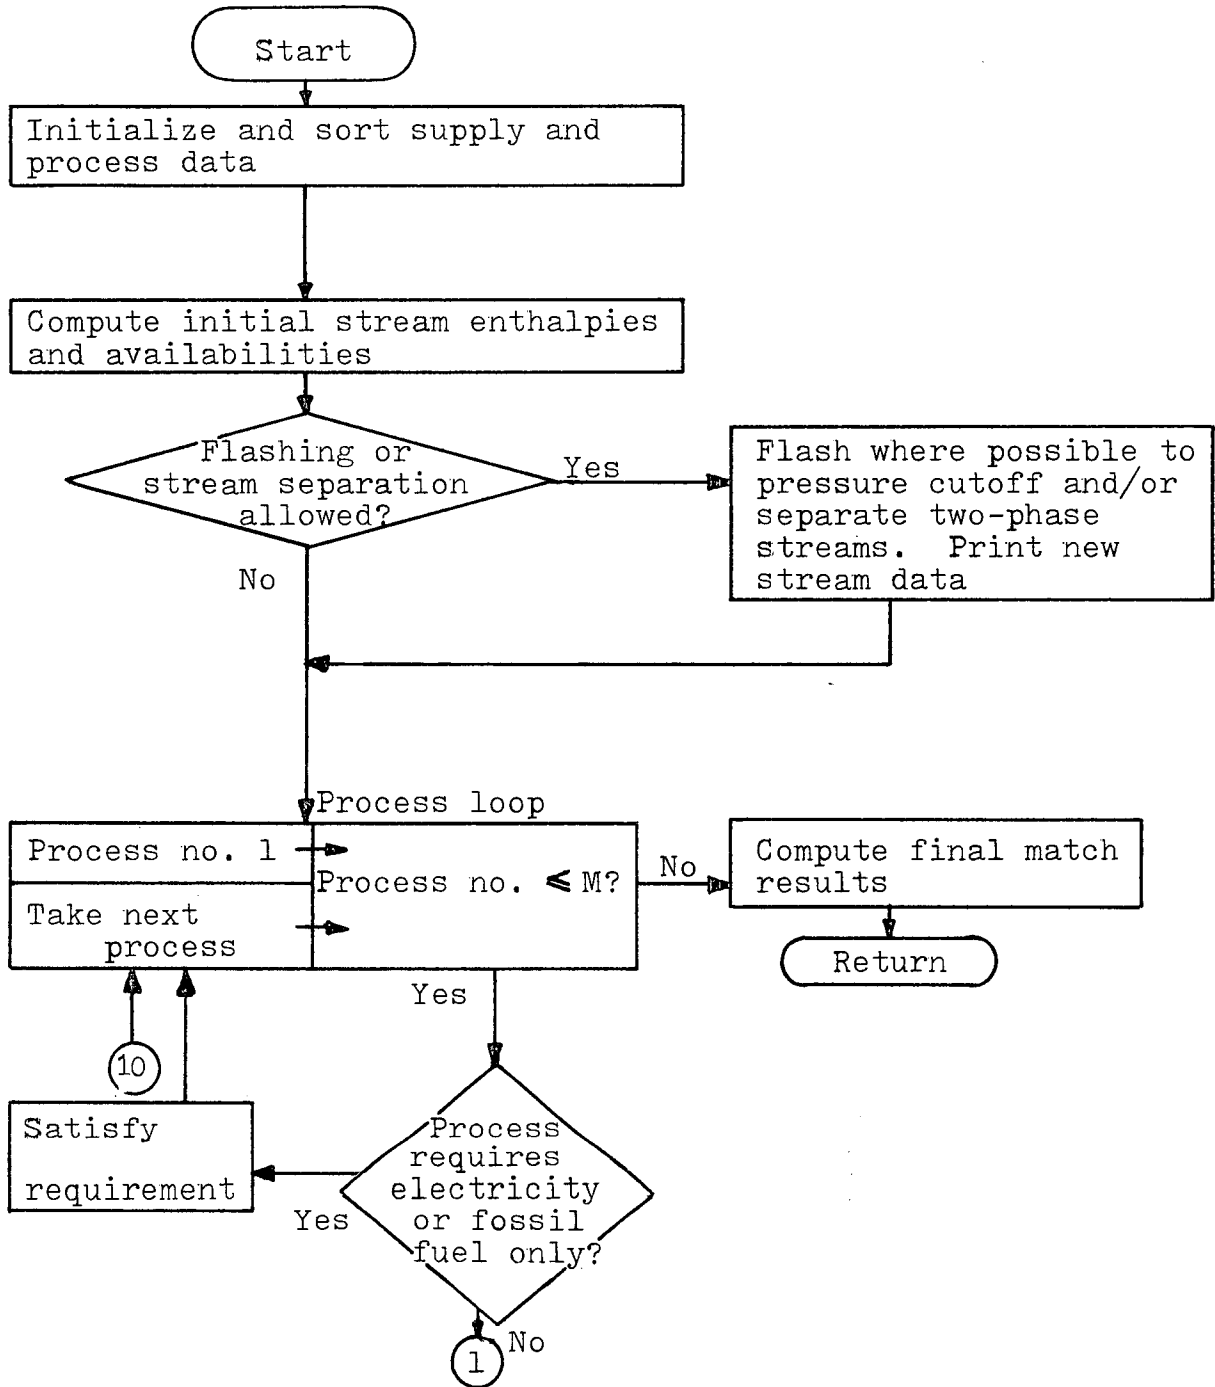 Start
Initialize and sort supply and
process data
Compute initial stream enthalpies
and availabilities
Flashing or
stream separation
allowed?
Yes
Flash where possible to
pressure cutoff and/or
separate two-phase
streams.  Print new
stream data
No
Process loop
Process no. 1
Process no. ≤ M?
Take next
process
No
Compute final match
results
Return
Yes
10
Satisfy
requirement
Yes
Process
requires
electricity
or fossil
fuel only?
No
1